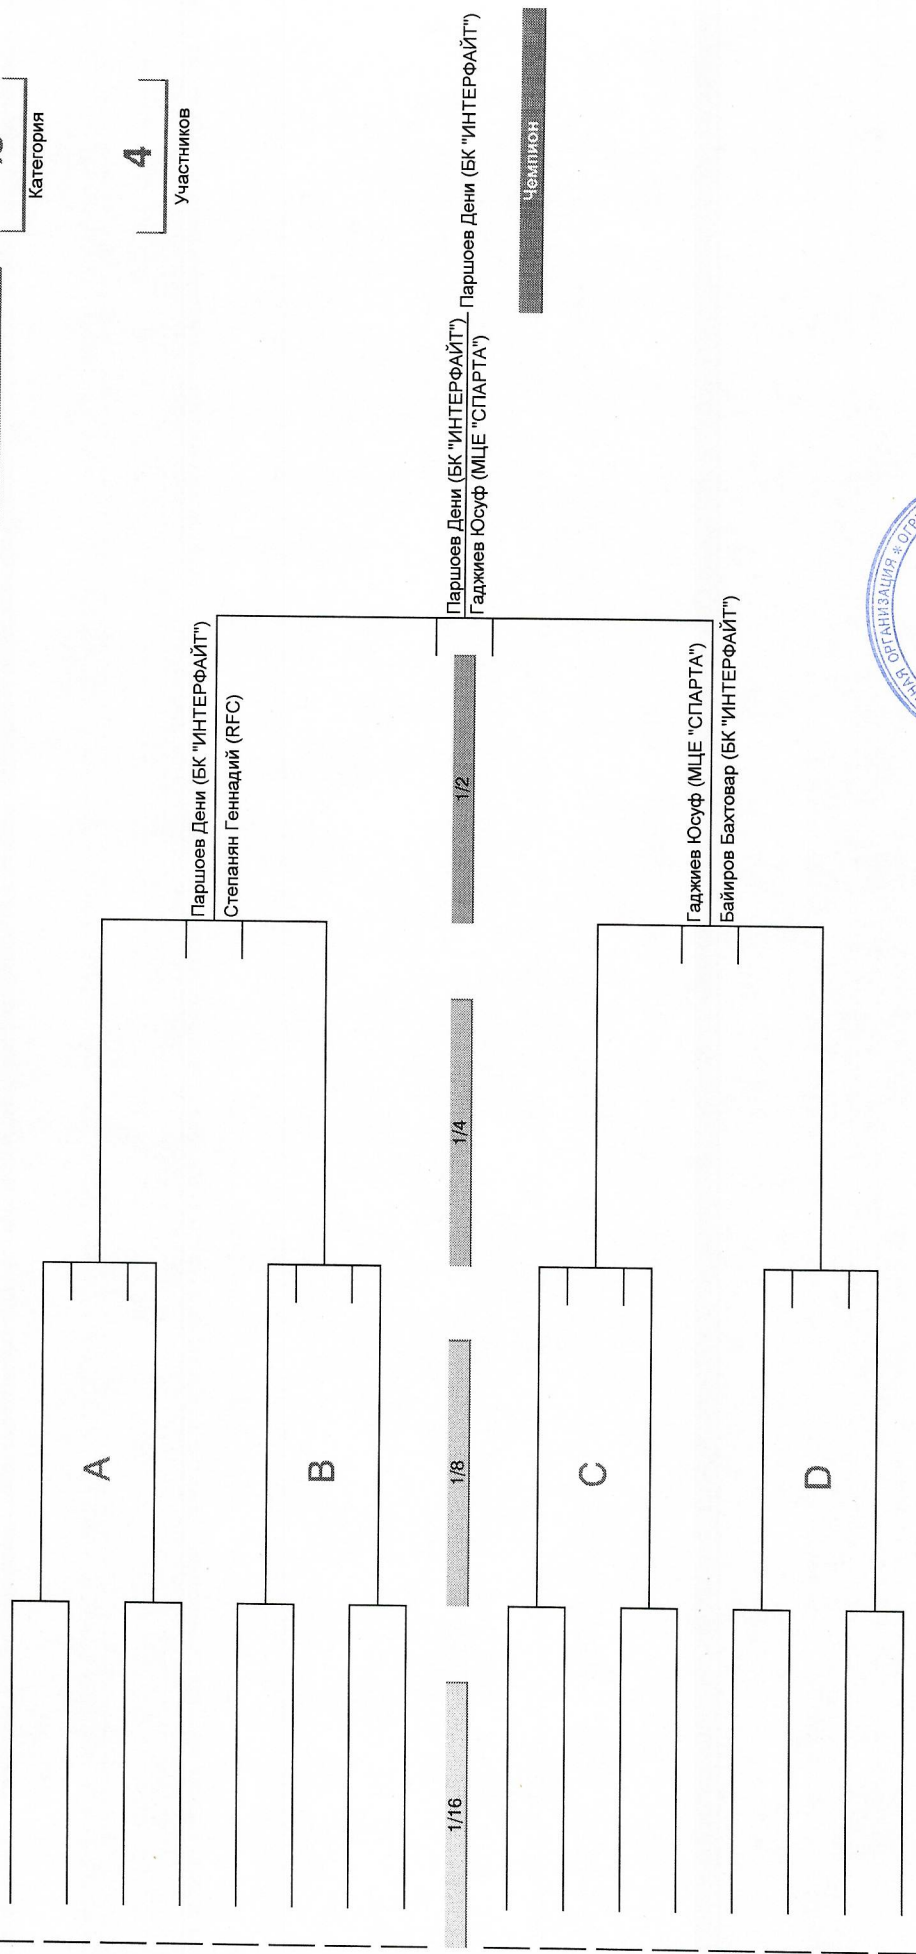 Категория
4
Участников
Паршоев Дени (БК "ИНТЕРФАЙТ")
Степанян Геннадий (RFC)
Паршоев Дени (БК "ИНТЕРФАЙТ")
Гаджиев Юсуф (МЦЕ "СПАРТА")
Паршоев Дени (БК "ИНТЕРФАЙТ")
Чемпион
Гаджиев Юсуф (МЦЕ "СПАРТА")
Байиров Бахтовар (БК "ИНТЕРФАЙТ")
A
B
1/16
1/8
1/4
1/2
C
D
ОРГАНИЗАЦИЯ